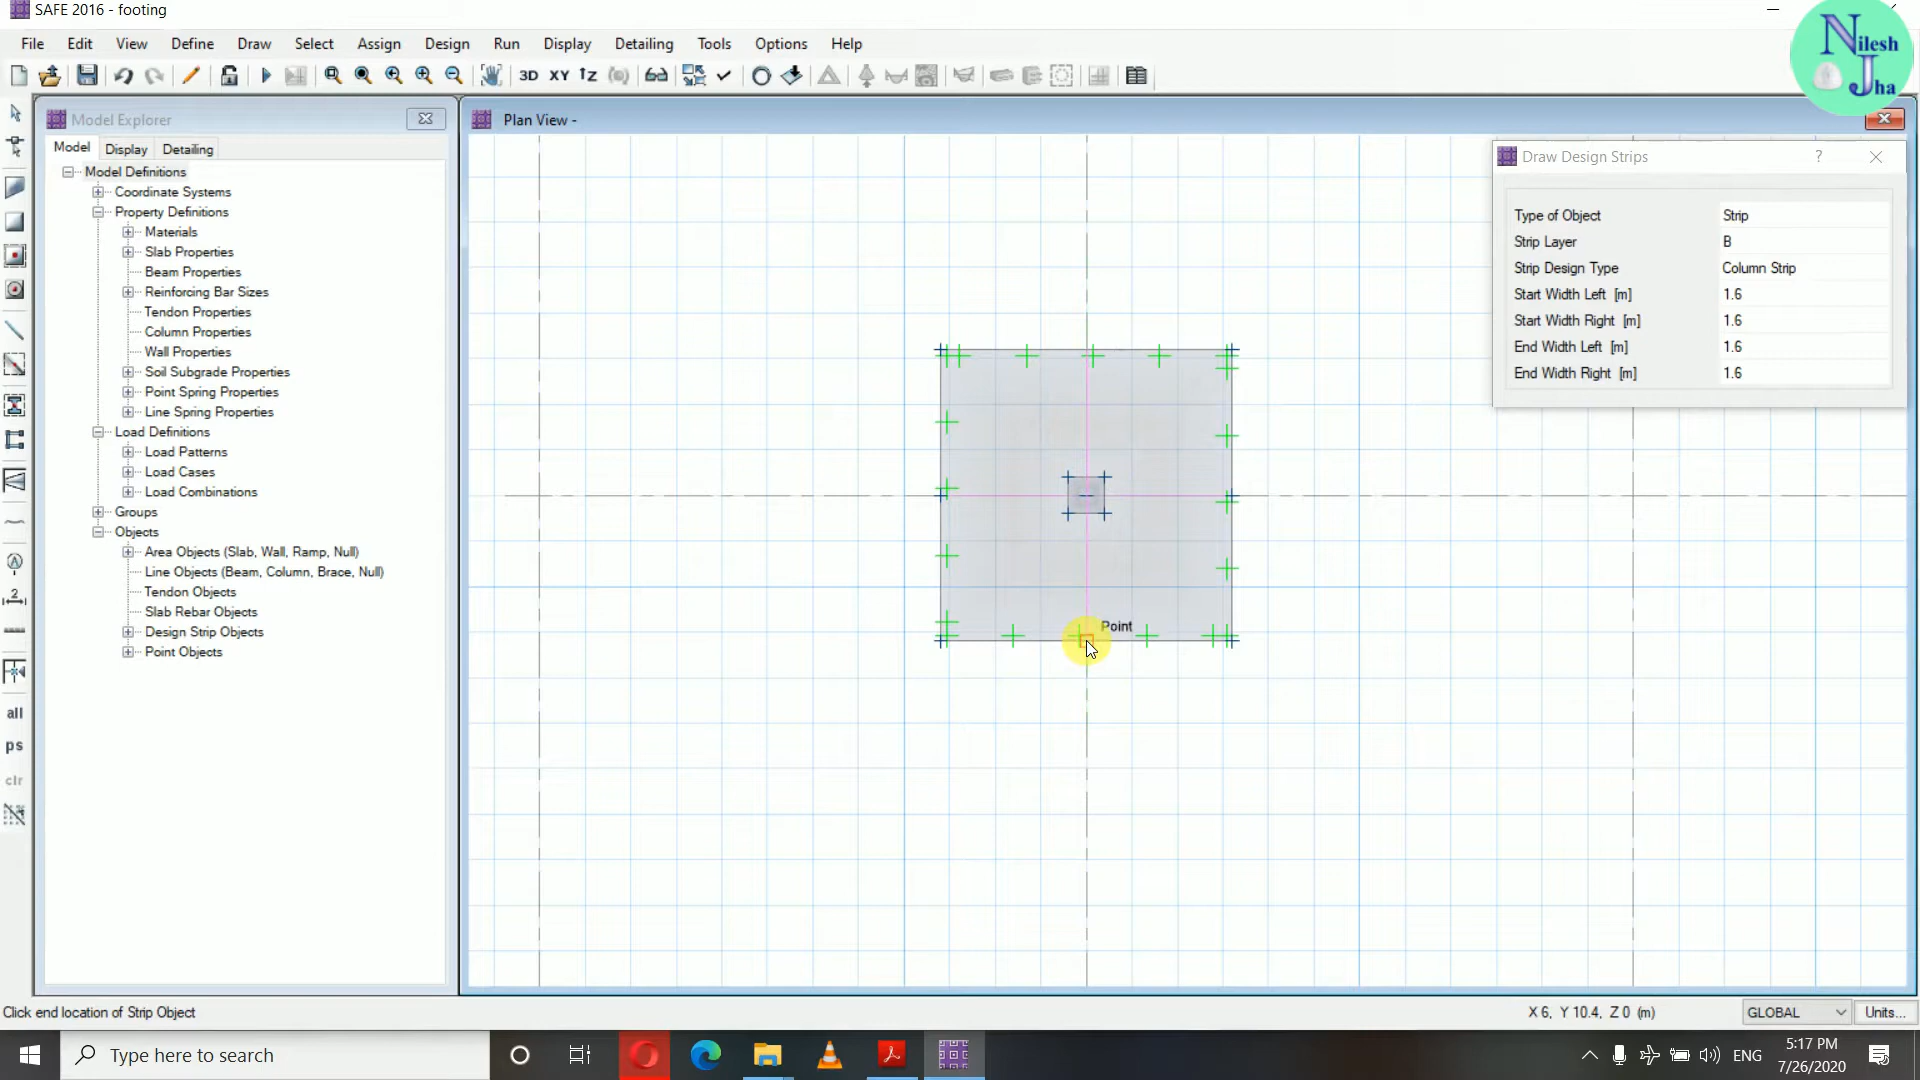 SAFE 2016 - footing
File Edit View Define Draw Select Assign Design Run Display Detailing Tools Options Help
3D XY
Nilesh
Jha
Model Explorer
Model Display Detailing
Model Definitions
Coordinate Systems
Property Definitions
Materials
Slab Properties
Beam Properties
Reinforcing Bar Sizes
Tendon Properties
Column Properties
Wall Properties
Soil Subgrade Properties
Point Spring Properties
Line Spring Properties
Load Definitions
Load Patterns
Load Cases
Load Combinations
Groups
Objects
Area Objects (Slab, Wall, Ramp, Null)
Line Objects (Beam, Column, Brace, Null)
Tendon Objects
Slab Rebar Objects
Design Strip Objects
Point Objects
all
ps
clr
Plan View -
Point
Draw Design Strips ?
Type of Object Strip
Strip Layer B
Strip Design Type Column Strip
Start Width Left [m] 1.6
Start Width Right [m] 1.6
End Width Left [m] 1.6
End Width Right [m] 1.6
Click end location of Strip Object
X 6, Y 10.4, Z 0 (m)
GLOBAL
Units...
Type here to search
ENG
5:17 PM
7/26/2020